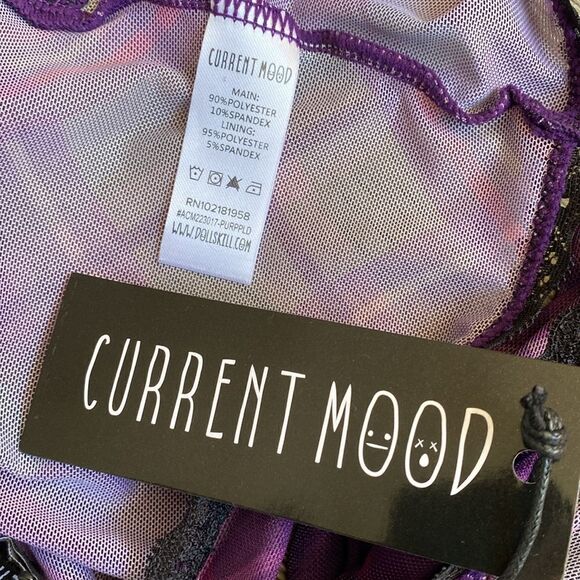 CURRENT MOOD
MAIN:
90%POLYESTER
10%SPANDEX
LINING:
95%POLYESTER
5%SPANDEX
RN102181958
#ACM223017-PURPPLD
WWW.DOLLSKILL.COM
CURRENT MOOD